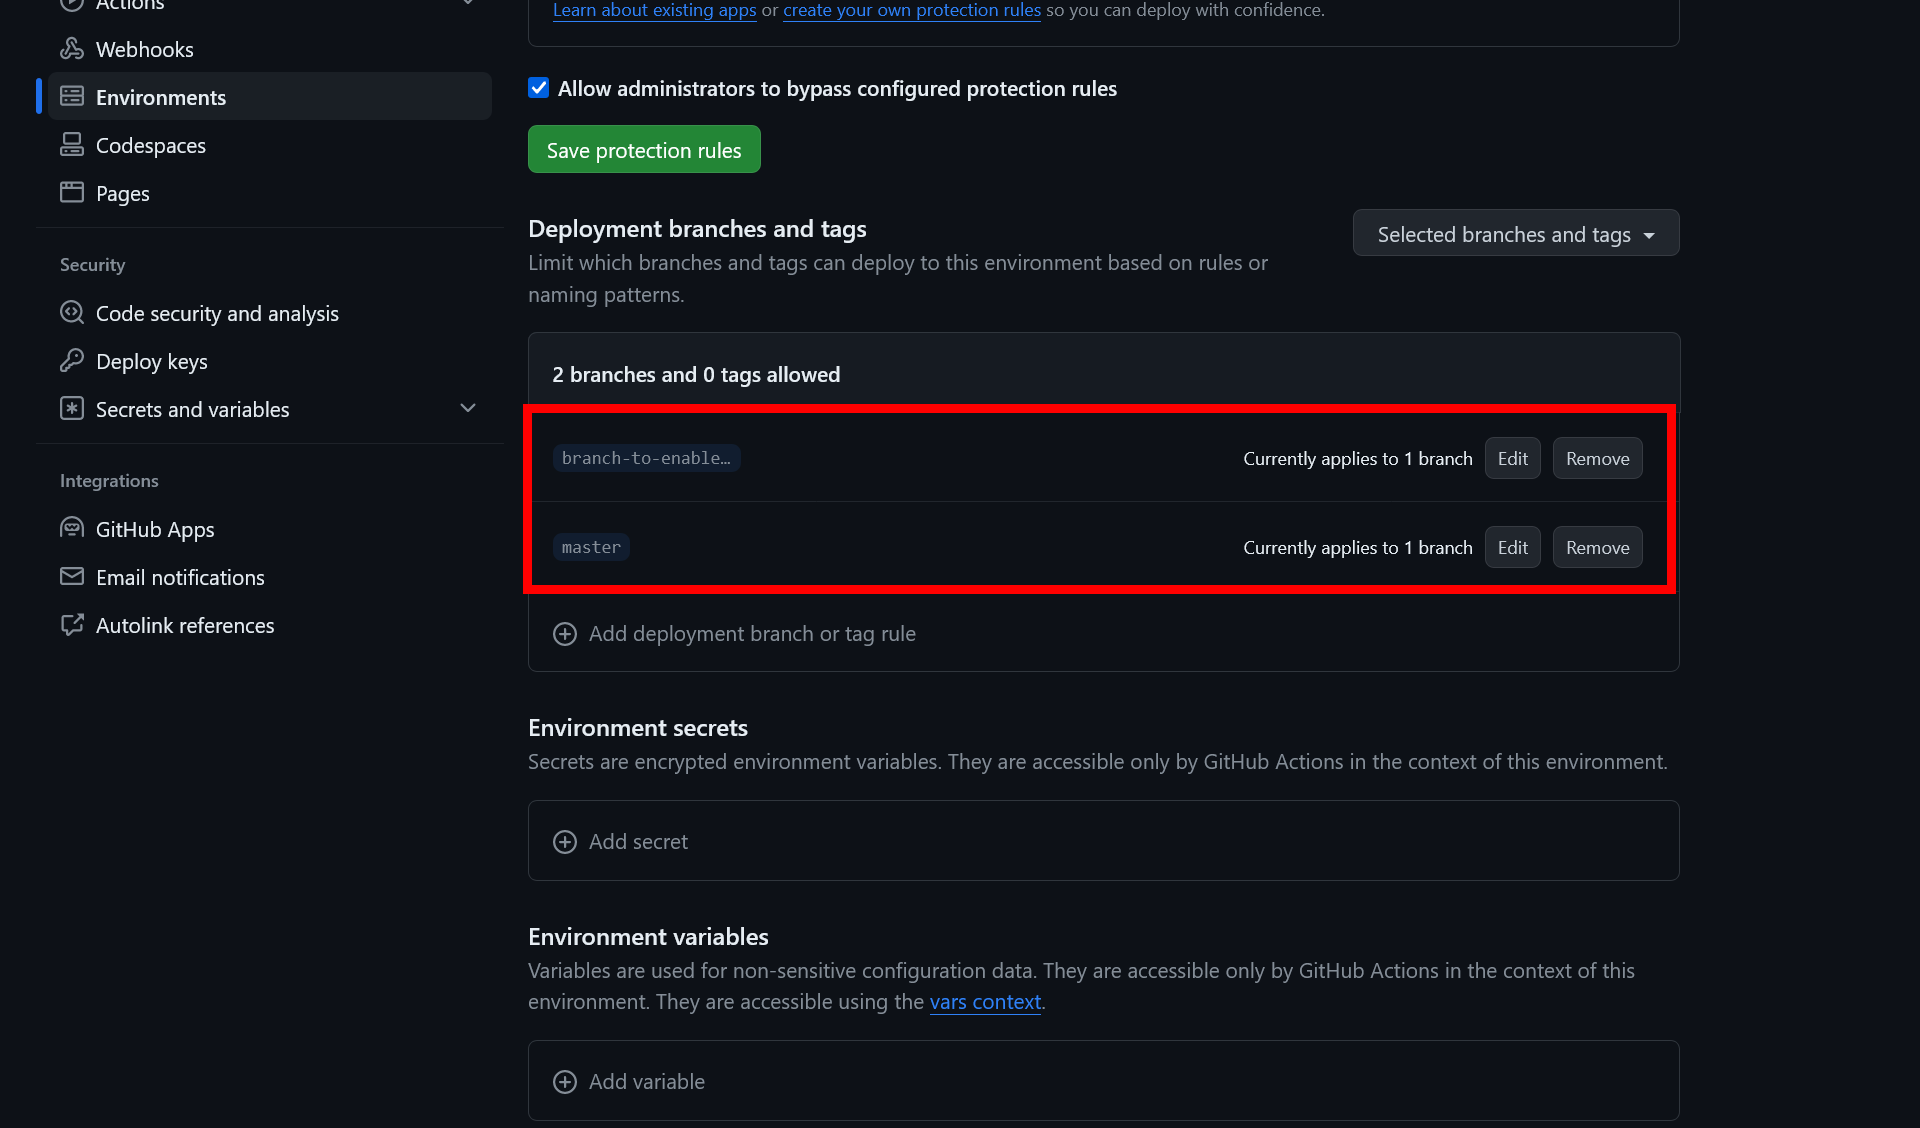 Actions
Webhooks
Environments
Codespaces
Pages
Security
Code security and analysis
Deploy keys
Secrets and variables
Integrations
GitHub Apps
Email notifications
Autolink references
Learn about existing apps or create your own protection rules so you can deploy with confidence.
Allow administrators to bypass configured protection rules
Save protection rules
Deployment branches and tags
Limit which branches and tags can deploy to this environment based on rules or
naming patterns.
Selected branches and tags
2 branches and 0 tags allowed
branch-to-enable… Currently applies to 1 branch Edit Remove
master Currently applies to 1 branch Edit Remove
Add deployment branch or tag rule
Environment secrets
Secrets are encrypted environment variables. They are accessible only by GitHub Actions in the context of this environment.
Add secret
Environment variables
Variables are used for non-sensitive configuration data. They are accessible only by GitHub Actions in the context of this
environment. They are accessible using the vars context.
Add variable